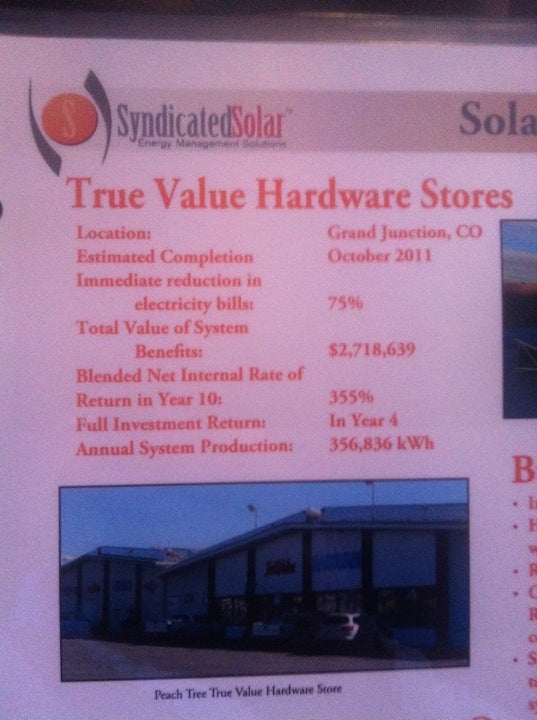 SyndicatedSolar™
Energy Management Solutions
Sola
True Value Hardware Stores
Location: Grand Junction, CO
Estimated Completion October 2011
Immediate reduction in
electricity bills: 75%
Total Value of System
Benefits: $2,718,639
Blended Net Internal Rate of
Return in Year 10: 355%
Full Investment Return: In Year 4
Annual System Production: 356,836 kWh
B
Peach Tree True Value Hardware Store